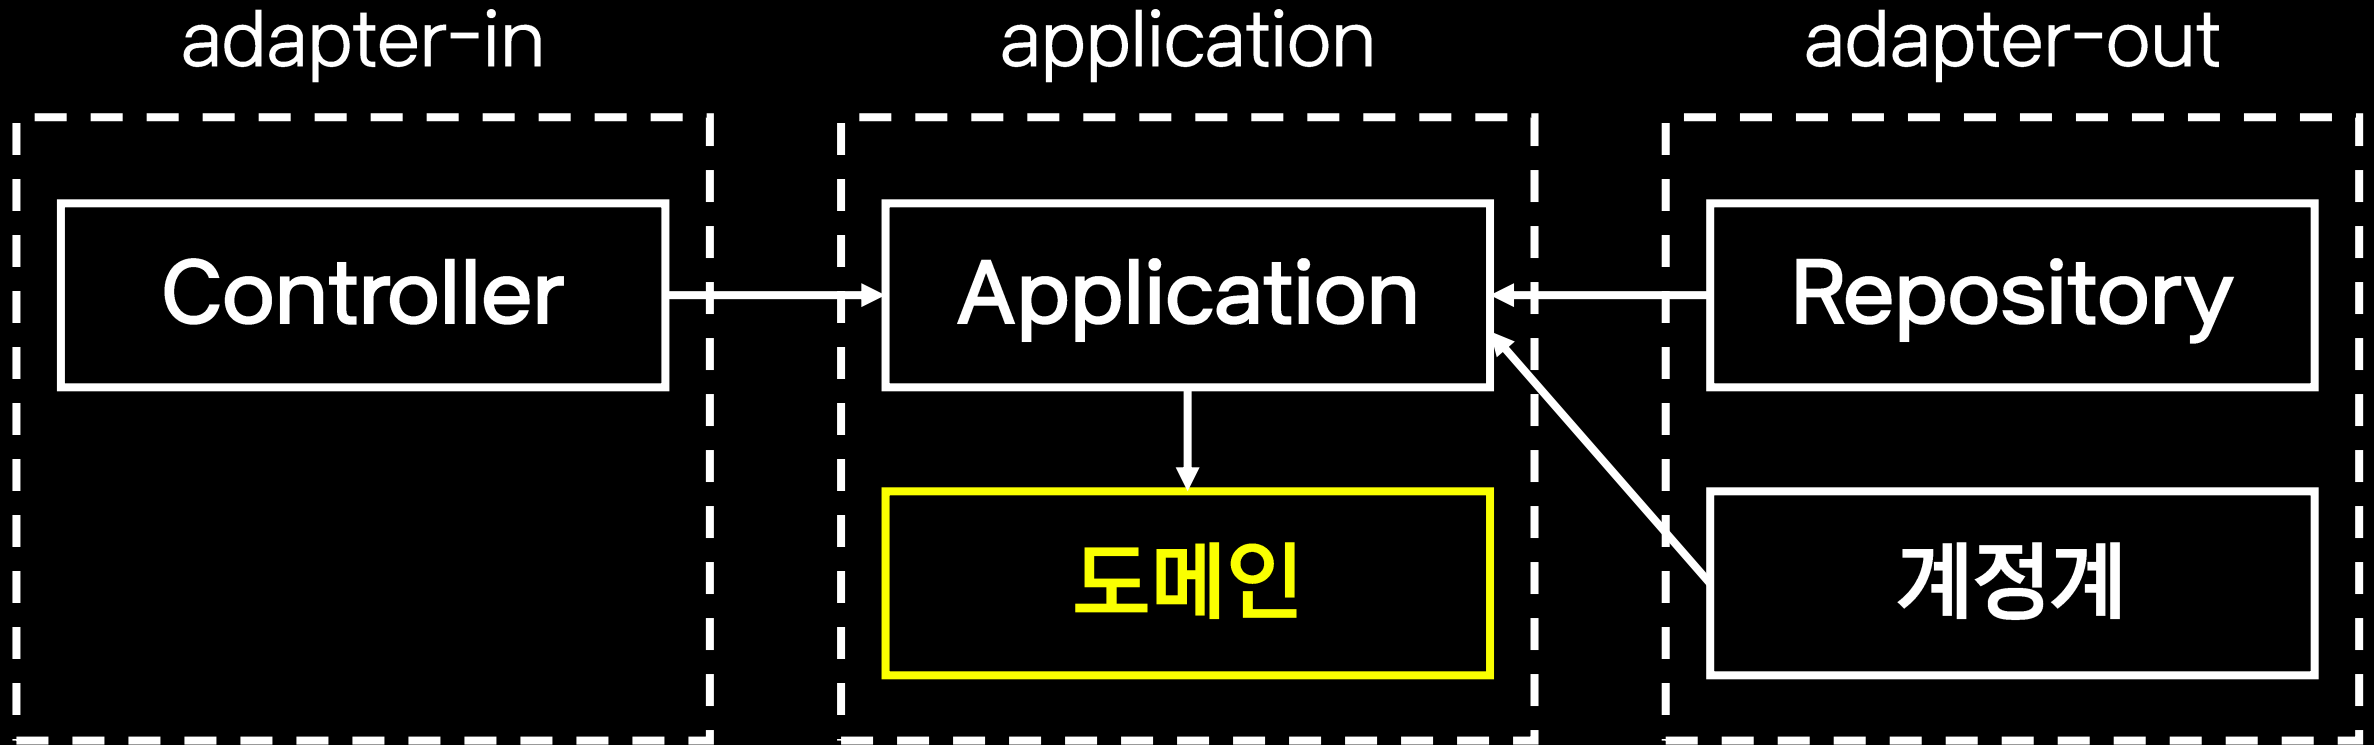 adapter-in
application
adapter-out
Controller
Application
Repository
도메인
계정계